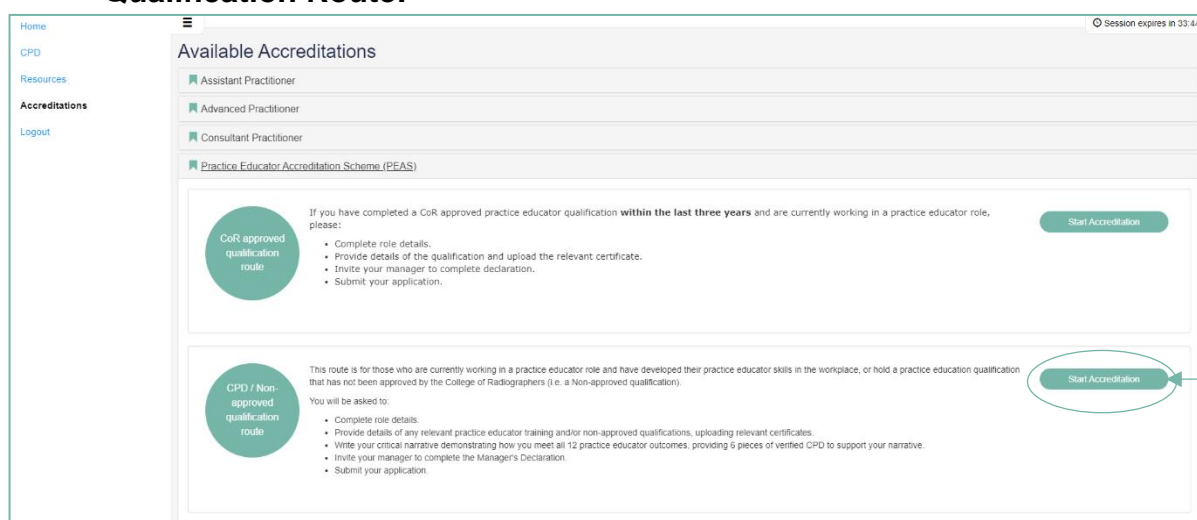 Qualification Route.
Home
CPD
Resources
Accreditations
Logout
Session expires in 33:44
Available Accreditations
Assistant Practitioner
Advanced Practitioner
Consultant Practitioner
Practice Educator Accreditation Scheme (PEAS)
CoR approved
qualification
route
If you have completed a CoR approved practice educator qualification within the last three years and are currently working in a practice educator role,
please:
• Complete role details.
• Provide details of the qualification and upload the relevant certificate.
• Invite your manager to complete declaration.
• Submit your application.
Start Accreditation
CPD / Non-
approved
qualification
route
This route is for those who are currently working in a practice educator role and have developed their practice educator skills in the workplace, or hold a practice education qualification
that has not been approved by the College of Radiographers (i.e. a Non-approved qualification).
You will be asked to:
• Complete role details.
• Provide details of any relevant practice educator training and/or non-approved qualifications, uploading relevant certificates.
• Write your critical narrative demonstrating how you meet all 12 practice educator outcomes, providing 6 pieces of verified CPD to support your narrative.
• Invite your manager to complete the Manager's Declaration.
• Submit your application.
Start Accreditation